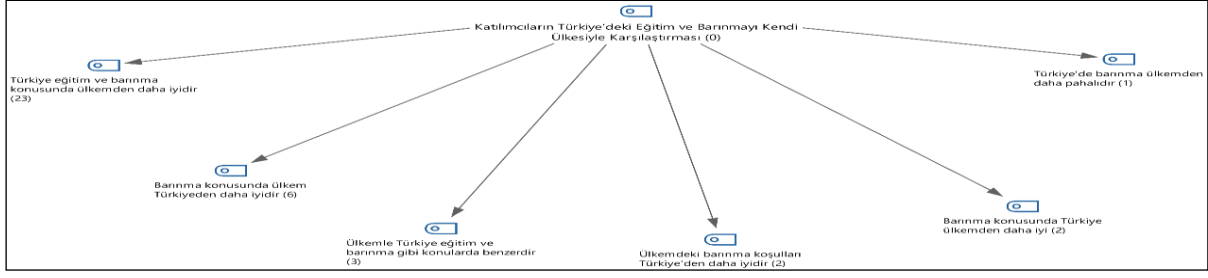 Katılımcıların Türkiye'deki Eğitim ve Barınmayı Kendi
Ülkesiyle Karşılaştırması (0)
Türkiye eğitim ve barınma
konusunda ülkemden daha iyidir
(23)
Türkiye'de barınma ülkemden
daha pahalıdır (1)
Barınma konusunda ülkem
Türkiyeden daha iyidir (6)
Barınma konusunda Türkiye
ülkemden daha iyi (2)
Ülkemle Türkiye eğitim ve
barınma gibi konularda benzerdir
(3)
Ülkemdeki barınma koşulları
Türkiye'den daha iyidir (2)